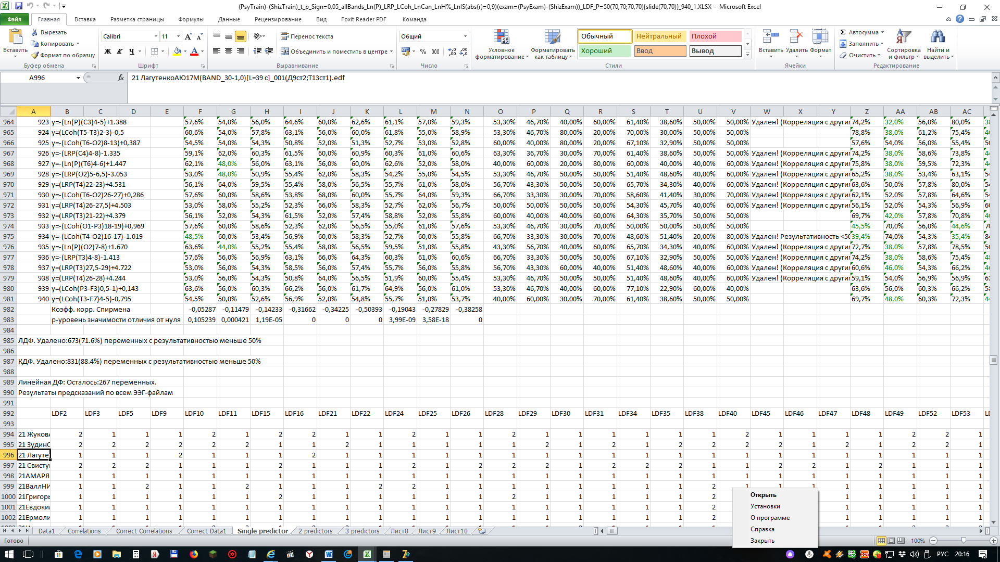 (PsyTrain)-(ShizTrain)_t_p_Sign=0,05_allBands_Ln(P)_LRP_LCoh_LnCan_LnH%_LnIS(abs(r)=0,9)(exam=(PsyExam)-(ShizExam))_LDF_P=50(70,70;70,70){slide(70,70)}_940_1.XLSX - Microsoft Excel
Файл Главная Вставка Разметка страницы Формулы Данные Рецензирование Вид Foxit Reader PDF Команда
Вставить Вырезать Копировать Формат по образцу Буфер обмена
Calibri 11 Ж К Ч Шрифт
Перенос текста Объединить и поместить в центре Выравнивание
Общий % 000 Число
Условное форматирование Форматировать как таблицу
Обычный Нейтральный Плохой
Хороший Ввод Вывод
Стили
Вставить Удалить Формат Ячейки
Автосумма Заполнить Очистить Сортировка и фильтр Найти и выделить Редактирование
A996 fx 21 ЛагутенкоАЮ17М(BAND_30-1,0)[L=39 c]_001(Д9ст2;Т13ст1).edf
A B C D E F G H I J K L M N O P Q R S T U V W X Y Z AA AB AC
964 923 y=-(Ln(P)(C3)4-5)+1.388 57,6% 54,0% 56,0% 64,6% 60,0% 62,6% 61,1% 57,0% 59,3% 53,30% 46,70% 40,00% 60,00% 61,40% 38,60% 50,00% 50,00% Удален! (Корреляция с други 74,2% 32,0% 56,0% 80,0%
965 924 y=(LCoh(T5-T3)2-3)-0,5 60,6% 54,0% 57,8% 63,1% 56,0% 60,0% 61,8% 55,0% 58,9% 53,30% 46,70% 80,00% 20,00% 70,00% 30,00% 50,00% 50,00% 78,8% 38,0% 61,2% 75,4%
966 925 y=-(LCoh(T6-O2)8-13)+0,387 54,5% 54,0% 54,3% 50,8% 52,0% 51,3% 52,7% 53,0% 52,8% 60,00% 40,00% 80,00% 20,00% 67,10% 32,90% 50,00% 50,00% 57,6% 54,0% 56,0% 55,4%
967 926 y=-(LRP(C4)4-8)-1.335 59,1% 62,0% 60,3% 61,5% 60,0% 60,9% 60,3% 61,0% 60,6% 63,30% 36,70% 30,00% 70,00% 61,40% 38,60% 50,00% 50,00% Удален! (Корреляция с други 74,2% 38,0% 58,6% 73,8%
968 927 y=-(Ln(P)(T6)4-6)+1.447 62,1% 48,0% 56,0% 63,1% 56,0% 60,0% 62,6% 52,0% 58,0% 40,00% 60,00% 20,00% 80,00% 60,00% 40,00% 40,00% 60,00% Удален! (Корреляция с други 75,8% 38,0% 59,5% 72,3%
969 928 y=-(LRP(O2)5-6,5)-3.053 53,0% 48,0% 50,9% 55,4% 62,0% 58,3% 54,2% 55,0% 54,5% 53,30% 46,70% 50,00% 50,00% 51,40% 48,60% 40,00% 60,00% Удален! (Корреляция с други 65,2% 38,0% 53,4% 63,1%
970 929 y=-(LRP(T4)22-23)+4.531 56,1% 64,0% 59,5% 55,4% 58,0% 56,5% 55,7% 61,0% 58,0% 56,70% 43,30% 50,00% 50,00% 65,70% 34,30% 40,00% 60,00% Удален! (Корреляция с други 63,6% 50,0% 57,8% 80,0%
971 930 y=-(LCoh(T6-O2)26-27)+0,286 57,6% 60,0% 58,6% 53,8% 68,0% 60,0% 55,7% 64,0% 59,3% 66,70% 33,30% 30,00% 70,00% 58,60% 41,40% 30,00% 70,00% Удален! (Корреляция с други 62,1% 52,0% 57,8% 64,6%
972 931 y=-(LRP(T4)26-27,5)+4.503 53,0% 58,0% 55,2% 52,3% 66,0% 58,3% 52,7% 62,0% 56,7% 50,00% 50,00% 50,00% 50,00% 54,30% 45,70% 40,00% 60,00% Удален! (Корреляция с други 56,1% 52,0% 54,3% 56,9%
973 932 y=-(LRP(T3)21-22)+4.379 56,1% 52,0% 54,3% 61,5% 52,0% 57,4% 58,8% 52,0% 55,8% 60,00% 40,00% 40,00% 60,00% 64,30% 35,70% 50,00% 50,00% 69,7% 42,0% 57,8% 70,8%
974 933 y=-(LCoh(O1-P3)18-19)+0,969 57,6% 60,0% 58,6% 52,3% 62,0% 56,5% 55,0% 61,0% 57,6% 53,30% 46,70% 30,00% 70,00% 50,00% 50,00% 50,00% 50,00% 45,5% 70,0% 56,0% 44,6%
975 934 y=-(LCoh(T4-O2)16-17)-1.019 48,5% 60,0% 53,4% 56,9% 60,0% 58,3% 52,7% 60,0% 55,8% 53,30% 46,70% 30,00% 70,00% 48,60% 51,40% 20,00% 80,00% Удален! Результативность <50 39,4% 74,0% 54,3% 35,4%
976 935 y=-(Ln(P)(O2)7-8)+1.670 63,6% 44,0% 55,2% 55,4% 58,0% 56,5% 59,5% 51,0% 55,8% 43,30% 56,70% 40,00% 60,00% 65,70% 34,30% 40,00% 60,00% Удален! (Корреляция с други 72,7% 38,0% 57,8% 78,5%
977 936 y=-(LRP(T3)4-8)-1.413 57,6% 56,0% 56,9% 63,1% 66,0% 64,3% 60,3% 61,0% 60,6% 66,70% 33,30% 50,00% 50,00% 67,10% 32,90% 50,00% 50,00% Удален! (Корреляция с други 74,2% 38,0% 58,6% 75,4%
978 937 y=-(LRP(T3)27,5-29)+4.722 53,0% 56,0% 54,3% 58,5% 56,0% 57,4% 55,7% 56,0% 55,8% 56,70% 43,30% 60,00% 40,00% 51,40% 48,60% 40,00% 60,00% Удален! (Корреляция с други 60,6% 46,0% 54,3% 66,2%
979 938 y=-(LRP(T4)26-28)+4.244 53,0% 56,0% 54,3% 50,8% 64,0% 56,5% 51,9% 60,0% 55,4% 53,30% 46,70% 50,00% 50,00% 51,40% 48,60% 40,00% 60,00% Удален! (Корреляция с други 59,1% 54,0% 56,9% 56,9%
980 939 y=(LCoh(P3-F3)0,5-1)+0,143 63,6% 56,0% 60,3% 66,2% 56,0% 61,7% 64,9% 56,0% 61,0% 53,30% 46,70% 40,00% 60,00% 77,10% 22,90% 60,00% 40,00% 63,6% 56,0% 60,3% 66,2%
981 940 y=(LCoh(T3-F7)4-5)-0,795 54,5% 50,0% 52,6% 56,9% 52,0% 54,8% 55,7% 51,0% 53,7% 40,00% 60,00% 30,00% 70,00% 61,40% 38,60% 50,00% 50,00% 69,7% 48,0% 60,3% 72,3%
982 Коэфф. корр. Спирмена -0,05287 -0,11479 -0,14233 -0,31662 -0,34225 -0,50393 -0,19043 -0,27829 -0,38258
983 p-уровень значимости отличия от нуля 0,105239 0,000421 1,19E-05 0 0 0 3,99E-09 3,58E-18 0
984
985 ЛДФ. Удалено:673(71.6%) переменных с результативностью меньше 50%
986
987 КДФ. Удалено:831(88.4%) переменных с результативностью меньше 50%
988
989 Линейная ДФ: Осталось:267 переменных.
990 Результаты предсказаний по всем ЭЭГ-файлам
991
992 LDF2 LDF3 LDF5 LDF9 LDF10 LDF11 LDF15 LDF16 LDF21 LDF22 LDF24 LDF25 LDF26 LDF28 LDF29 LDF30 LDF31 LDF34 LDF35 LDF38 LDF40 LDF45 LDF46 LDF47 LDF48 LDF49 LDF52 LDF53
993
994 21 Жуков 2 1 1 1 2 1 2 2 1 1 2 1 1 2 1 1 1 1 1 1 2 1 1 1 1 2 2 1
995 21 Зудин 2 2 2 2 2 2 1 1 2 1 1 1 1 1 2 1 2 1 2 2 2 2 1 2 1 2 2 1
996 21 Лагуте 1 1 1 2 1 1 1 2 1 1 1 1 1 1 1 1 1 1 1 1 1 1 1 1 1 1 1 1
997 21 Свисту 2 2 2 1 1 1 2 1 1 1 2 1 2 2 2 1 2 2 2 1 1 2 2 1 2 1 1 1
998 21АМАРЯ 1 1 1 1 1 1 1 1 1 1 1 1 1 1 1 1 1 1 1 1 1 1 1 1 1 1 1 1
999 21ВаллНИ 1 1 2 1 1 2 1 1 1 2 2 1 1 1 1 1 1 1 1 2 1 1 1 1 1 1 1 1
1000 21Григорь 1 1 1 1 1 1 2 1 1 1 1 1 1 2 1 1 1 1 1 2 1 1 1 1
1001 21Евдоки 1 1 1 1 1 1 1 1 1 1 1 1 1 1 1 1 1 1 1 2 1 1 1 1
1002 21Ермоли 1 1 1 1 1 1 1 1 1 1 1 1 1 1 1 1 1 1 1 2 1 1 1 1
Открыть
Установки
О программе
Справка
Закрыть
Data1 Correlations Correct Correlations Correct Data1 Single predictor 2 predictors 3 predictors Лист8 Лист9 Лист10
Готово 100%
РУС 20:16